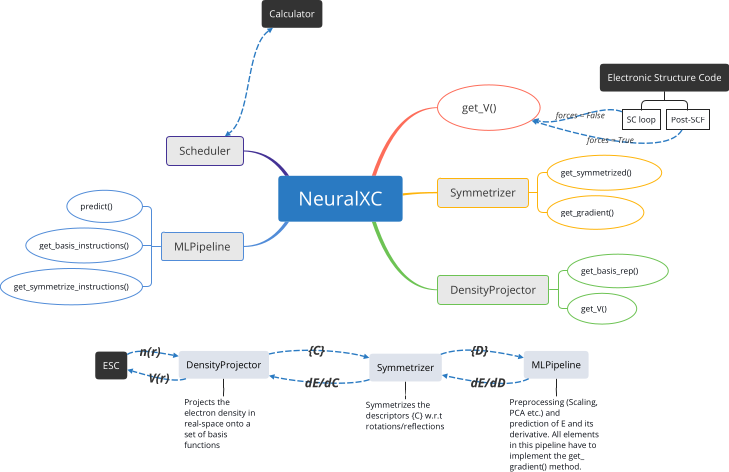 Calculator
Electronic Structure Code
get_V()
forces=False
SC loop
Post-SCF
forces=True
Scheduler
get_symmetrized()
NeuralXC
Symmetrizer
predict()
get_gradient()
get_basis_instructions()
MLPipeline
get_basis_rep()
get_symmetrize_instructions()
DensityProjector
get_V()
n(r)
{C}
{D}
ESC
DensityProjector
Symmetrizer
MLPipeline
V(r)
dE/dC
dE/dD
Projects the
electron density in
real-space onto a
set of basis
functions
Symmetrizes the
descriptors {C} w.r.t
rotations/reflections
Preprocessing (Scaling,
PCA etc.) and
prediction of E and its
derivative. All elements
in this pipeline have to
implement the get_
gradient() method.